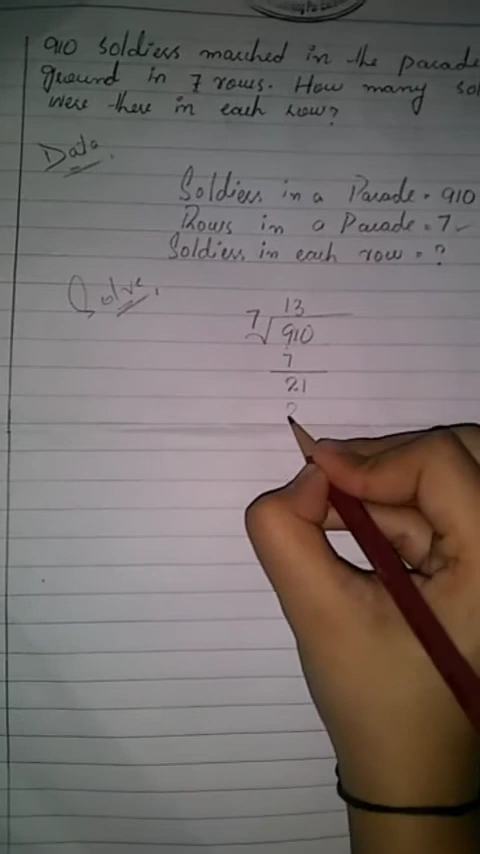 910 soldiers marched in the parade
ground in 7 rows. How many
were there in each row?
Data.
Soldiers in a Parade = 910
Rows in a Parade = 7
Soldiers in each row = ?
Solve.
13
7√910
7
21
2